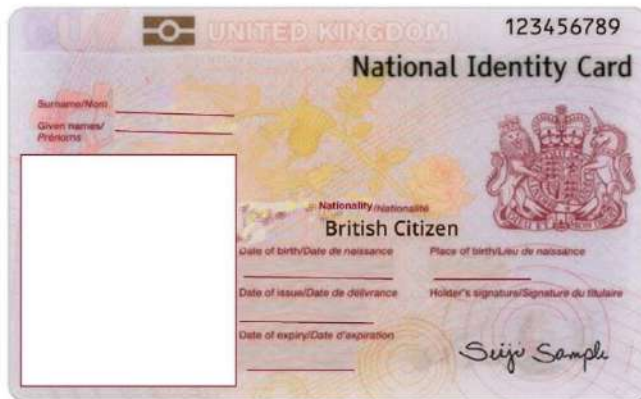 UNITED KINGDOM 123456789
National Identity Card
Surname/Nom
Given names/
Prénoms
Nationality/Nationalité
British Citizen
Date of birth/Date de naissance Place of birth/Lieu de naissance
Date of issue/Date de délivrance Holder's signature/Signature du titulaire
Date of expiry/Date d'expiration
Seiji Sample